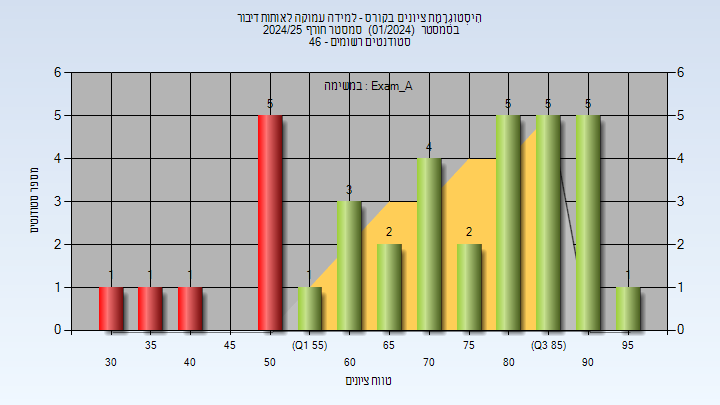 היסטוגרמת ציונים בקורס - למידה עמוקה לאותות דיבור
בסמסטר (01/2024) סמסטר חורף 2024/25
סטודנטים רשומים - 46
במשימה : Exam_A
מספר סטודנטים
6 6
5 5
4 4
3 3
2 2
1 1
0 0
1 1 1 5 1 3 2 4 2 5 5 5 1
35 45 (Q1 55) 65 75 (Q3 85) 95
30 40 50 60 70 80 90
טווח ציונים